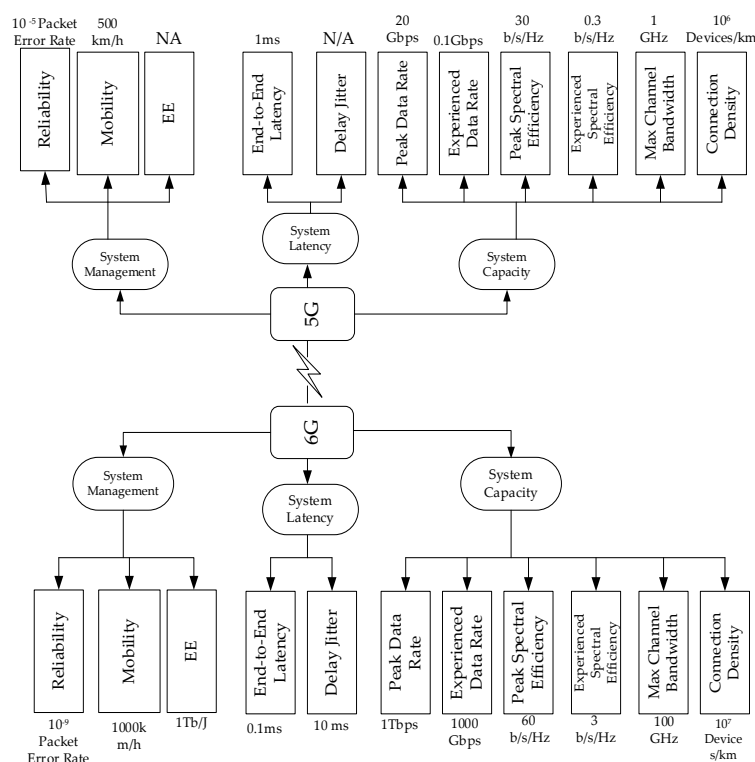 10⁻⁵ Packet
Error Rate
500
km/h
NA
1ms
N/A
20
Gbps
0.1Gbps
30
b/s/Hz
0.3
b/s/Hz
1
GHz
10⁶
Devices/km
Reliability
Mobility
EE
End-to-End
Latency
Delay Jitter
Peak Data Rate
Experienced
Data Rate
Peak Spectral
Efficiency
Experienced
Spectral
Efficiency
Max Channel
Bandwidth
Connection
Density
System
Management
System
Latency
System
Capacity
5G
6G
System
Management
System
Latency
System
Capacity
Reliability
Mobility
EE
End-to-End
Latency
Delay Jitter
Peak Data
Rate
Experienced
Data Rate
Peak Spectral
Efficiency
Experienced
Spectral
Efficiency
Max Channel
Bandwidth
Connection
Density
10⁻⁹
Packet
Error Rate
1000k
m/h
1Tb/J
0.1ms
10 ms
1Tbps
1000
Gbps
60
b/s/Hz
3
b/s/Hz
100
GHz
10⁷
Device
s/km